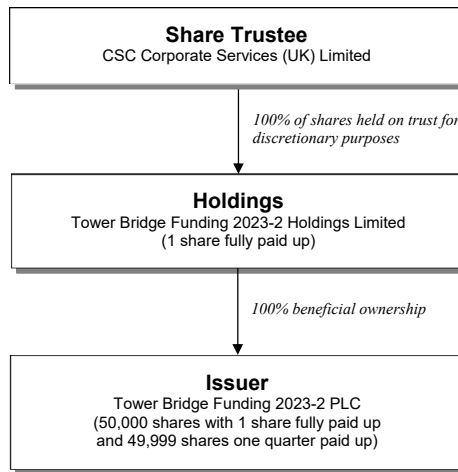 Share Trustee
CSC Corporate Services (UK) Limited
100% of shares held on trust for
discretionary purposes
Holdings
Tower Bridge Funding 2023-2 Holdings Limited
(1 share fully paid up)
100% beneficial ownership
Issuer
Tower Bridge Funding 2023-2 PLC
(50,000 shares with 1 share fully paid up
and 49,999 shares one quarter paid up)